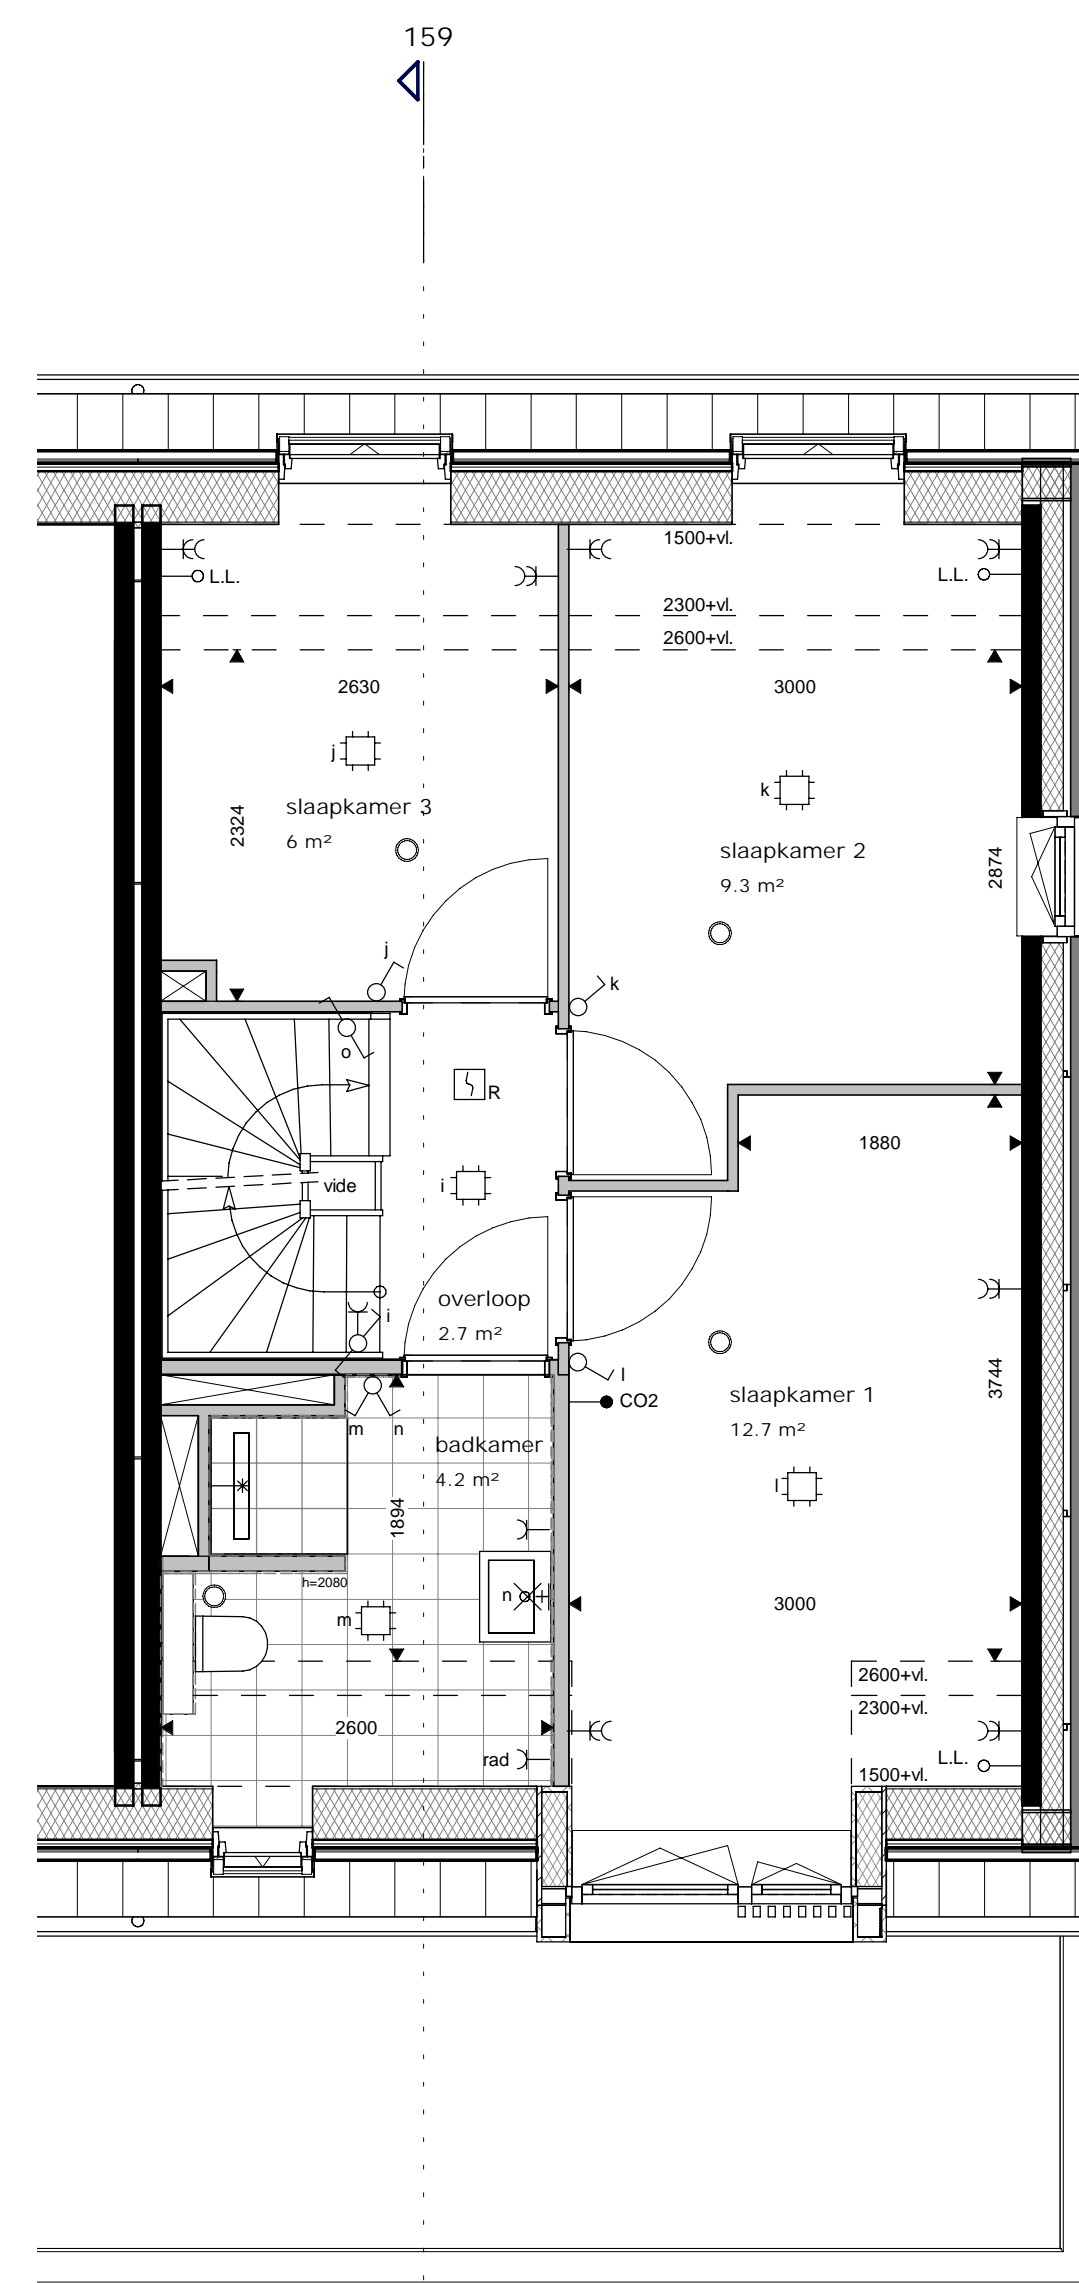 159
1500+vl.
L.L.
L.L.
2300+vl.
2600+vl.
2630
3000
j
k
slaapkamer 3
6 m²
2324
slaapkamer 2
9.3 m²
2874
j
k
o
R
1880
i
vide
overloop
2.7 m²
i
l
CO2
3744
slaapkamer 1
12.7 m²
m
n
badkamer
4.2 m²
l
1894
h=2080
n
m
3000
2600+vl.
2300+vl.
2600
rad
L.L.
1500+vl.